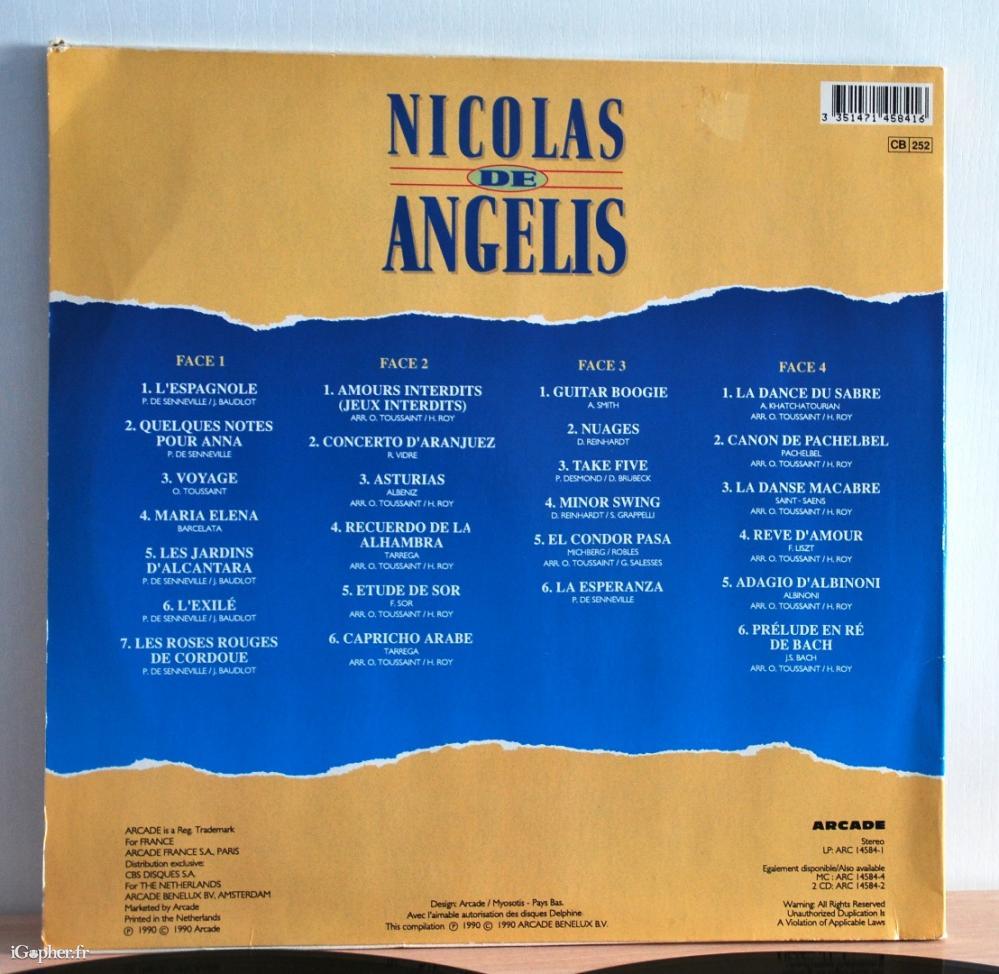 NICOLAS
DE
ANGELIS
3 351471 458416
CB 252
FACE 1
1. L'ESPAGNOLE
P. DE SENNEVILLE / J. BAUDLOT
2. QUELQUES NOTES
POUR ANNA
P. DE SENNEVILLE
3. VOYAGE
O. TOUSSAINT
4. MARIA ELENA
BARCELATA
5. LES JARDINS
D'ALCANTARA
P. DE SENNEVILLE / J. BAUDLOT
6. L'EXILÉ
P. DE SENNEVILLE / J. BAUDLOT
7. LES ROSES ROUGES
DE CORDOUE
P. DE SENNEVILLE / J. BAUDLOT
FACE 2
1. AMOURS INTERDITS
(JEUX INTERDITS)
ARR. O. TOUSSAINT / H. ROY
2. CONCERTO D'ARANJUEZ
R. VIDRE
3. ASTURIAS
ALBENIZ
ARR. O. TOUSSAINT / H. ROY
4. RECUERDO DE LA
ALHAMBRA
TARREGA
ARR. O. TOUSSAINT / H. ROY
5. ETUDE DE SOR
F. SOR
ARR. O. TOUSSAINT / H. ROY
6. CAPRICHO ARABE
TARREGA
ARR. O. TOUSSAINT / H. ROY
FACE 3
1. GUITAR BOOGIE
A. SMITH
2. NUAGES
D. REINHARDT
3. TAKE FIVE
P. DESMOND / D. BRUBECK
4. MINOR SWING
D. REINHARDT / S. GRAPPELLI
5. EL CONDOR PASA
MICHBERG / ROBLES
ARR. O. TOUSSAINT / G. SALESSES
6. LA ESPERANZA
P. DE SENNEVILLE
FACE 4
1. LA DANCE DU SABRE
A. KHATCHATOURIAN
ARR. O. TOUSSAINT / H. ROY
2. CANON DE PACHELBEL
PACHELBEL
ARR. O. TOUSSAINT / H. ROY
3. LA DANSE MACABRE
SAINT - SAENS
ARR. O. TOUSSAINT / H. ROY
4. REVE D'AMOUR
F. LISZT
ARR. O. TOUSSAINT / H. ROY
5. ADAGIO D'ALBINONI
ALBINONI
ARR. O. TOUSSAINT / H. ROY
6. PRÉLUDE EN RÉ
DE BACH
J.S. BACH
ARR. O. TOUSSAINT / H. ROY
ARCADE is a Reg. Trademark
For FRANCE
ARCADE FRANCE S.A., PARIS
Distribution exclusive:
CBS DISQUES S.A.
For THE NETHERLANDS
ARCADE BENELUX B.V., AMSTERDAM
Marketed by Arcade
Printed in the Netherlands
℗ 1990 © 1990 Arcade
Design: Arcade / Myosotis - Pays Bas.
Avec l'aimable autorisation des disques Delphine
This compilation ℗ 1990 © 1990 ARCADE BENELUX B.V.
ARCADE
Stereo
LP: ARC 14584-1
Egalement disponible/Also available
MC : ARC 14584-4
2 CD: ARC 14584-2
Warning: All Rights Reserved
Unauthorized Duplication Is
A Violation of Applicable Laws
iGopher.fr